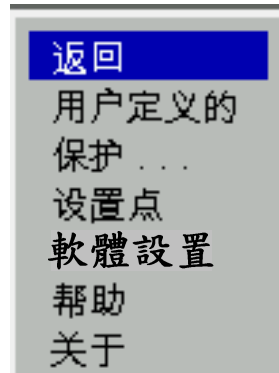 返回
用户定义的
保护 . . .
设置点
軟體設置
帮助
关于